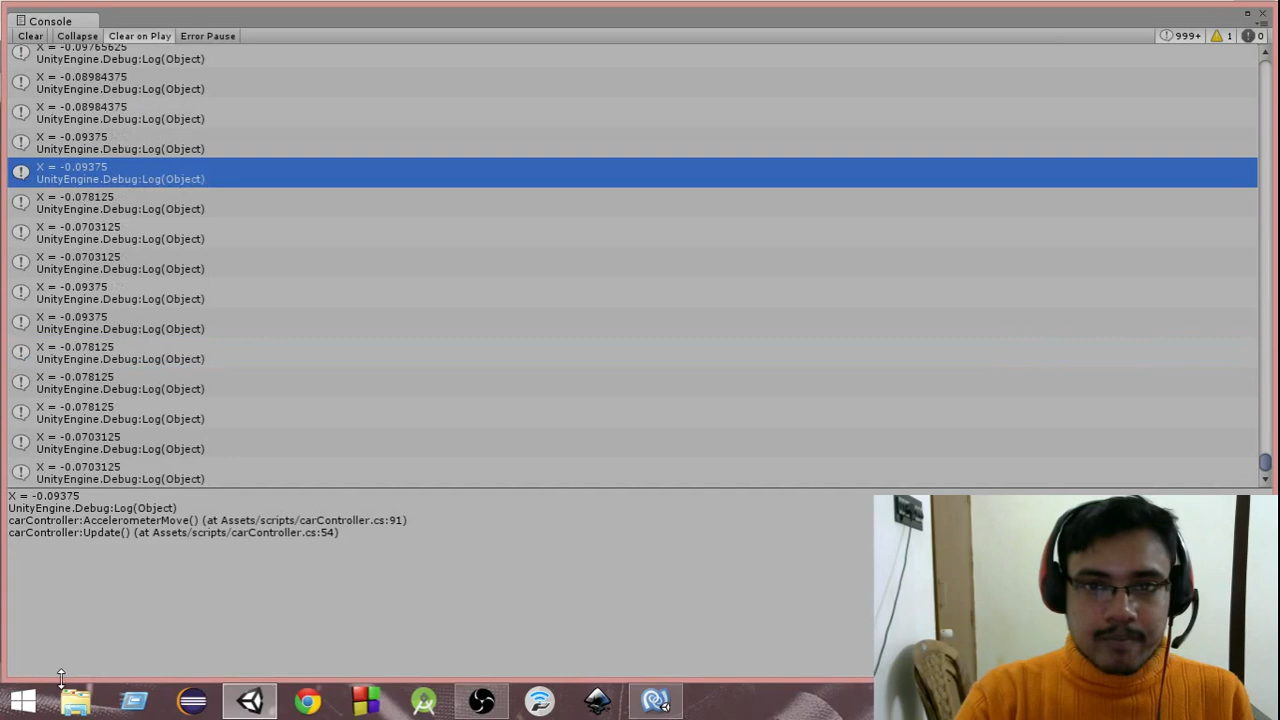 Console
Clear Collapse Clear on Play Error Pause 999+ 1 0
X = -0.09765625
UnityEngine.Debug:Log(Object)
X = -0.08984375
UnityEngine.Debug:Log(Object)
X = -0.08984375
UnityEngine.Debug:Log(Object)
X = -0.09375
UnityEngine.Debug:Log(Object)
X = -0.09375
UnityEngine.Debug:Log(Object)
X = -0.078125
UnityEngine.Debug:Log(Object)
X = -0.0703125
UnityEngine.Debug:Log(Object)
X = -0.0703125
UnityEngine.Debug:Log(Object)
X = -0.09375
UnityEngine.Debug:Log(Object)
X = -0.09375
UnityEngine.Debug:Log(Object)
X = -0.078125
UnityEngine.Debug:Log(Object)
X = -0.078125
UnityEngine.Debug:Log(Object)
X = -0.078125
UnityEngine.Debug:Log(Object)
X = -0.0703125
UnityEngine.Debug:Log(Object)
X = -0.0703125
UnityEngine.Debug:Log(Object)
X = -0.09375
UnityEngine.Debug:Log(Object)
carController:AccelerometerMove() (at Assets/scripts/carController.cs:91)
carController:Update() (at Assets/scripts/carController.cs:54)